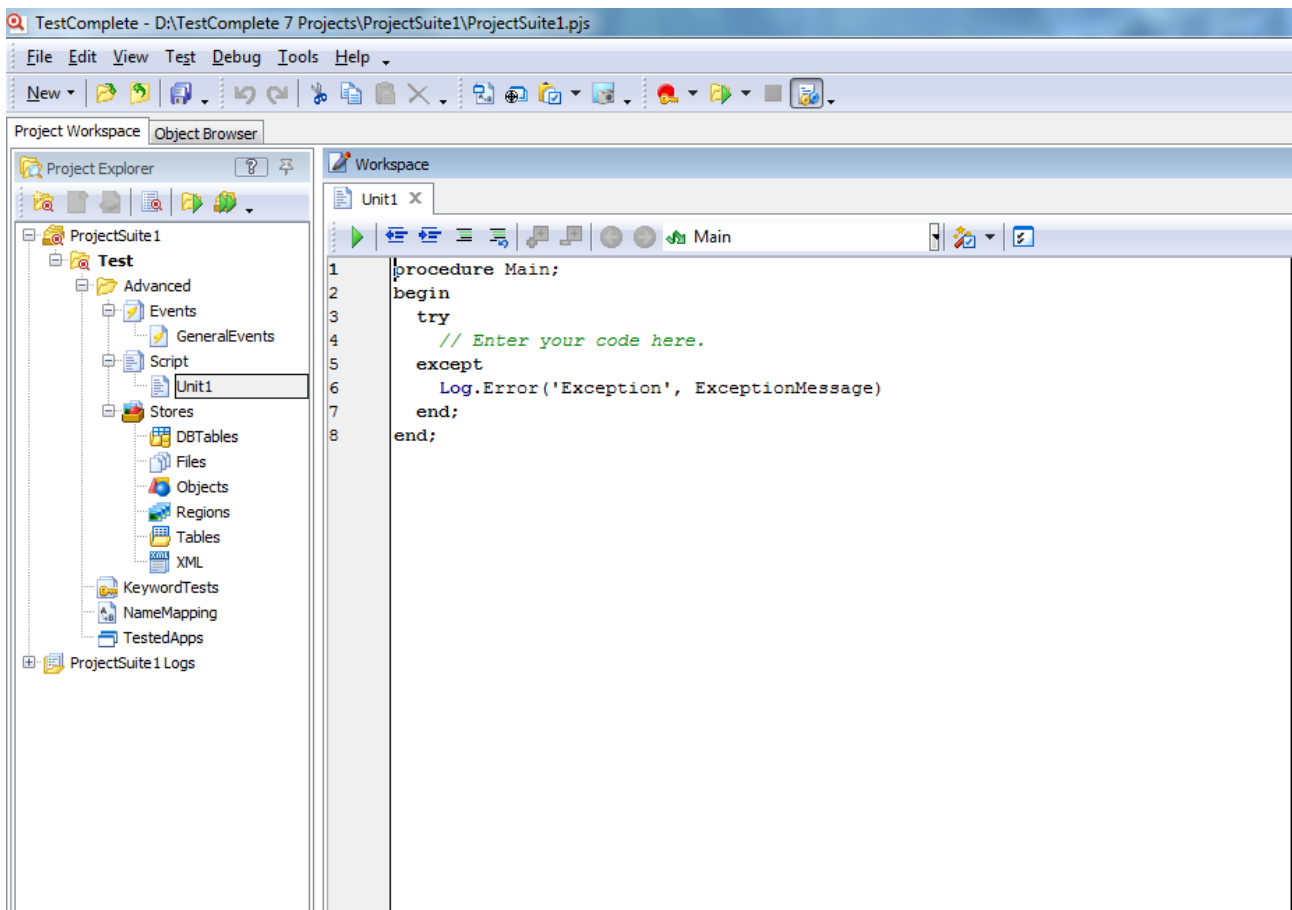 TestComplete - D:\TestComplete 7 Projects\ProjectSuite1\ProjectSuite1.pjs
File Edit View Test Debug Tools Help
New
Project Workspace Object Browser
Project Explorer
?
Workspace
Unit1 X
Main
ProjectSuite1
Test
Advanced
Events
GeneralEvents
Script
Unit1
Stores
DBTables
Files
Objects
Regions
Tables
XML
KeywordTests
NameMapping
TestedApps
ProjectSuite1 Logs
1 procedure Main;
2 begin
3 try
4 // Enter your code here.
5 except
6 Log.Error('Exception', ExceptionMessage)
7 end;
8 end;